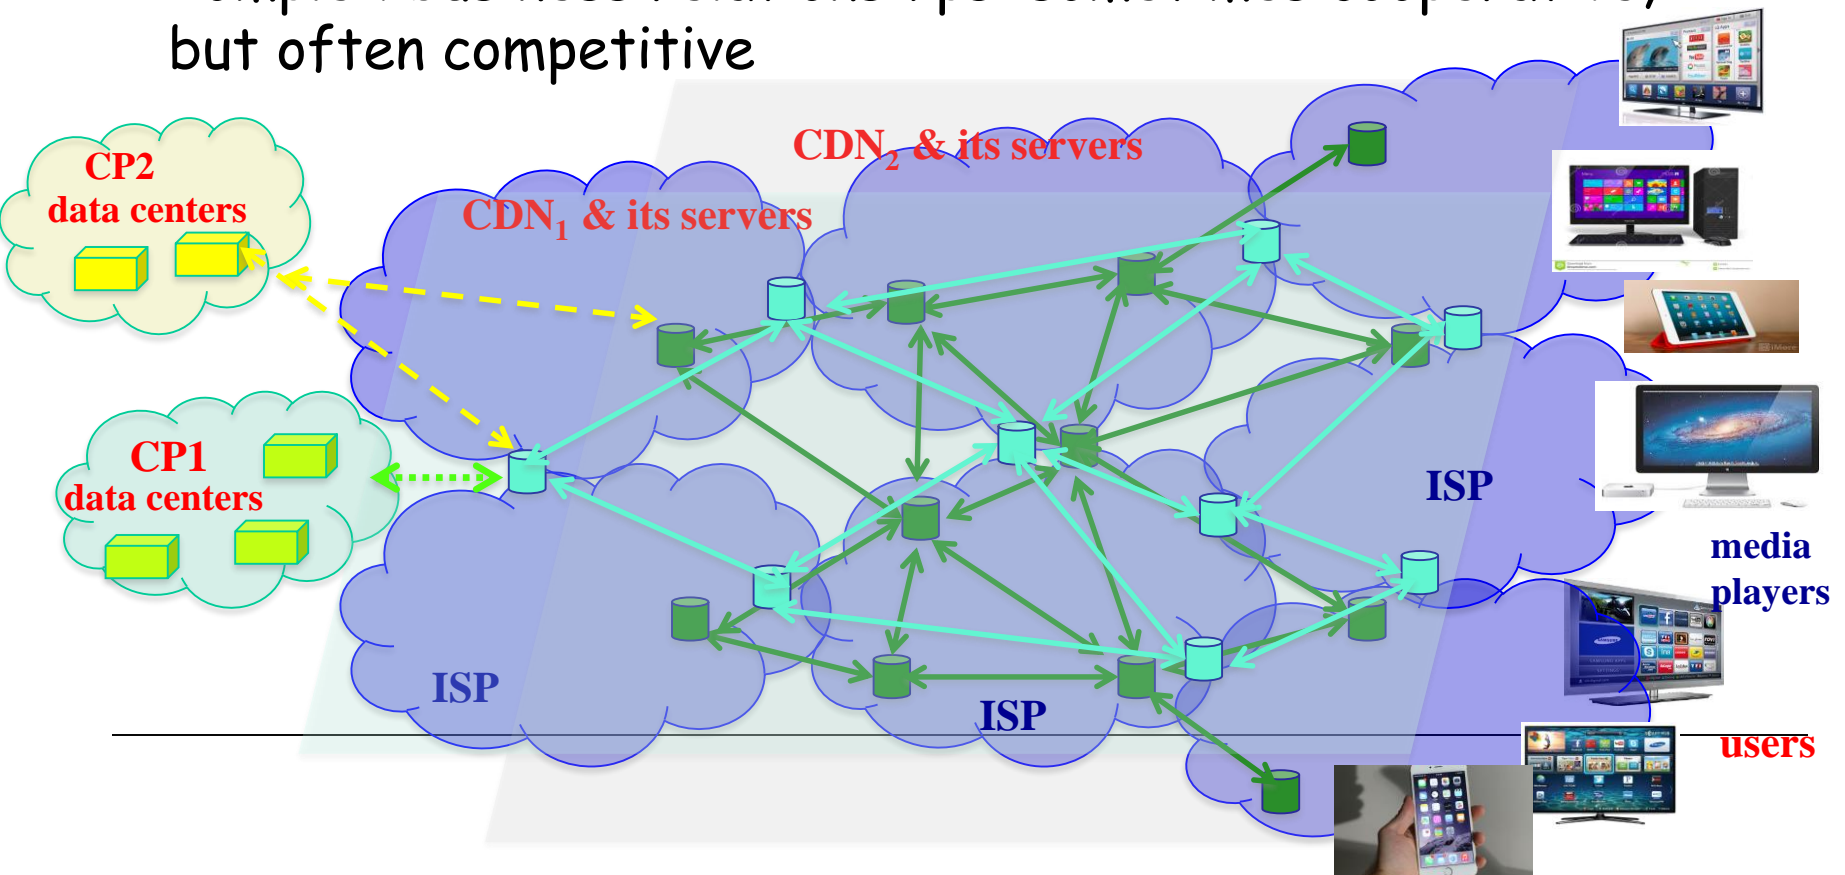 but often competitive
CDN2 & its servers
CP2
data centers
CDN1 & its servers
CP1
data centers
ISP
media
players
ISP
ISP
users